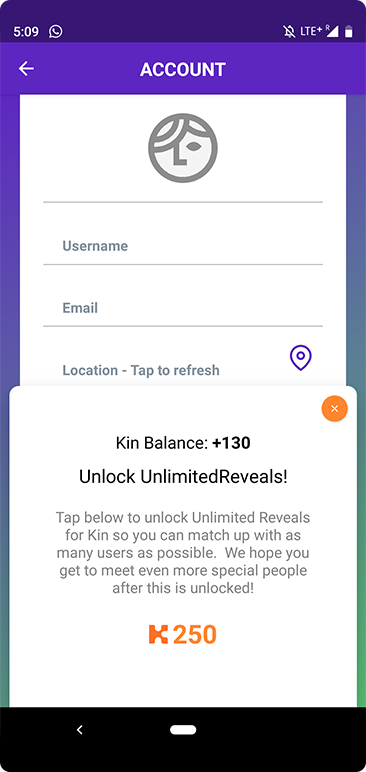 5:09 LTE+ R
ACCOUNT
Username
Email
Location - Tap to refresh
Kin Balance: +130
Unlock UnlimitedReveals!
Tap below to unlock Unlimited Reveals
for Kin so you can match up with as
many users as possible.  We hope you
get to meet even more special people
after this is unlocked!
250